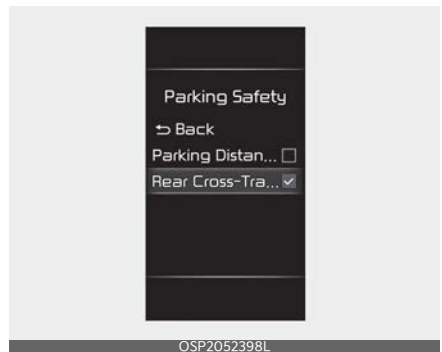 Parking Safety
Back
Parking Distan...
Rear Cross-Tra...
OSP2052398L